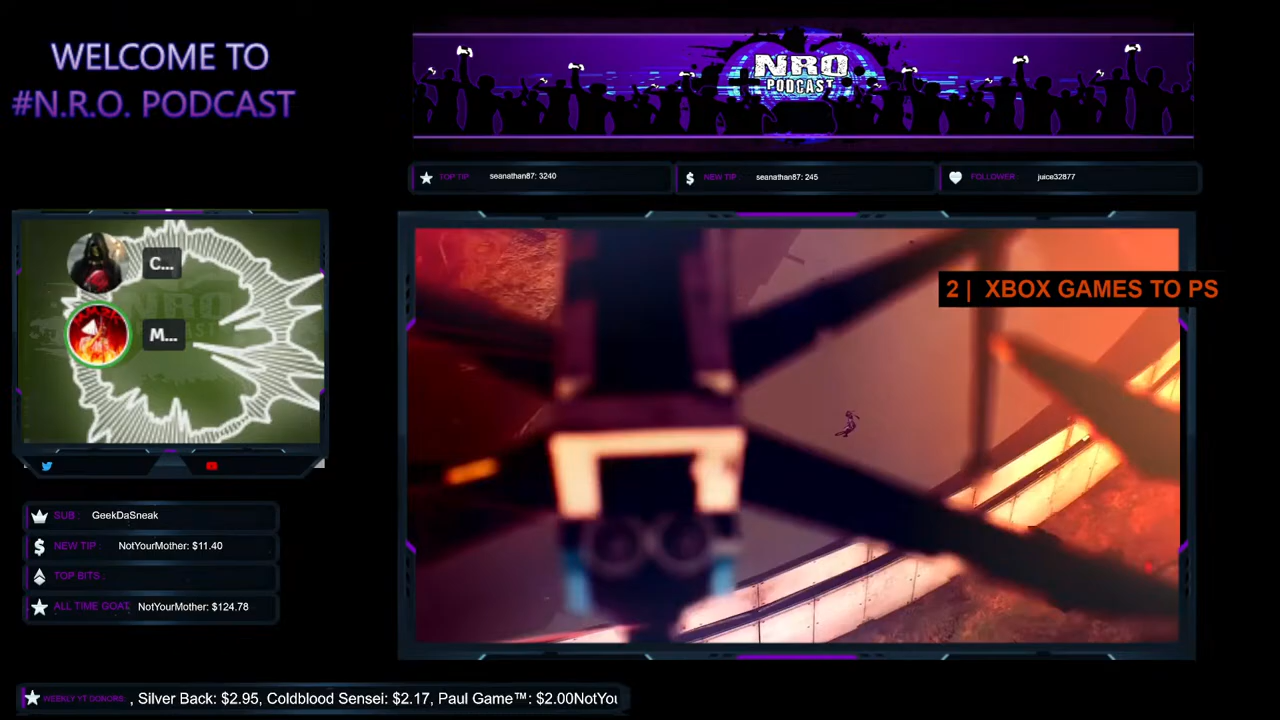 WELCOME TO
#N.R.O. PODCAST
NRO
PODCAST
TOP TIP seanathan87: 3240
NEW TIP seanathan87: 245
FOLLOWER : juice32877
C...
M...
2 | XBOX GAMES TO PS
SUB : GeekDaSneak
NEW TIP : NotYourMother: $11.40
TOP BITS :
ALL TIME GOAT NotYourMother: $124.78
WEEKLY YT DONORS , Silver Back: $2.95, Coldblood Sensei: $2.17, Paul Game™: $2.00NotYou